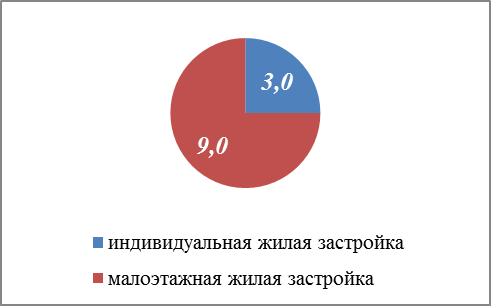 3,0
9,0
индивидуальная жилая застройка
малоэтажная жилая застройка